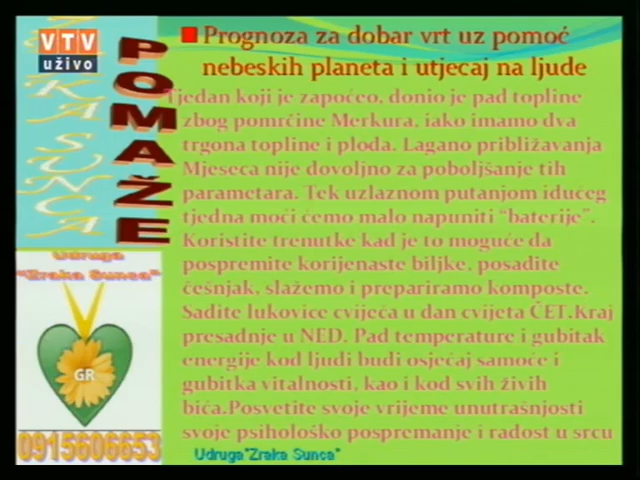 VTV
uživo
ZRAKA SUNCA
POMAŽE
Prognoza za dobar vrt uz pomoć
nebeskih planeta i utjecaj na ljude
Tjedan koji je započeo, donio je pad topline
zbog pomrčine Merkura, iako imamo dva
trgona topline i ploda. Lagano približavanja
Mjeseca nije dovoljno za poboljšanje tih
parametara. Tek uzlaznom putanjom idućeg
tjedna moći ćemo malo napuniti “baterije”.
Koristite trenutke kad je to moguće da
pospremite korijenaste biljke, posadite
češnjak, slažemo i prepariramo komposte.
Sadite lukovice cvijeća u dan cvijeta ČET.Kraj
presadnje u NED. Pad temperature i gubitak
energije kod ljudi budi osjećaj samoće i
gubitka vitalnosti, kao i kod svih živih
bića.Posvetite svoje vrijeme unutrašnjosti
svoje psihološko pospremanje i radost u srcu
Udruga
"Zraka Sunca"
GR
0915606653
Udruga"Zraka Sunca"